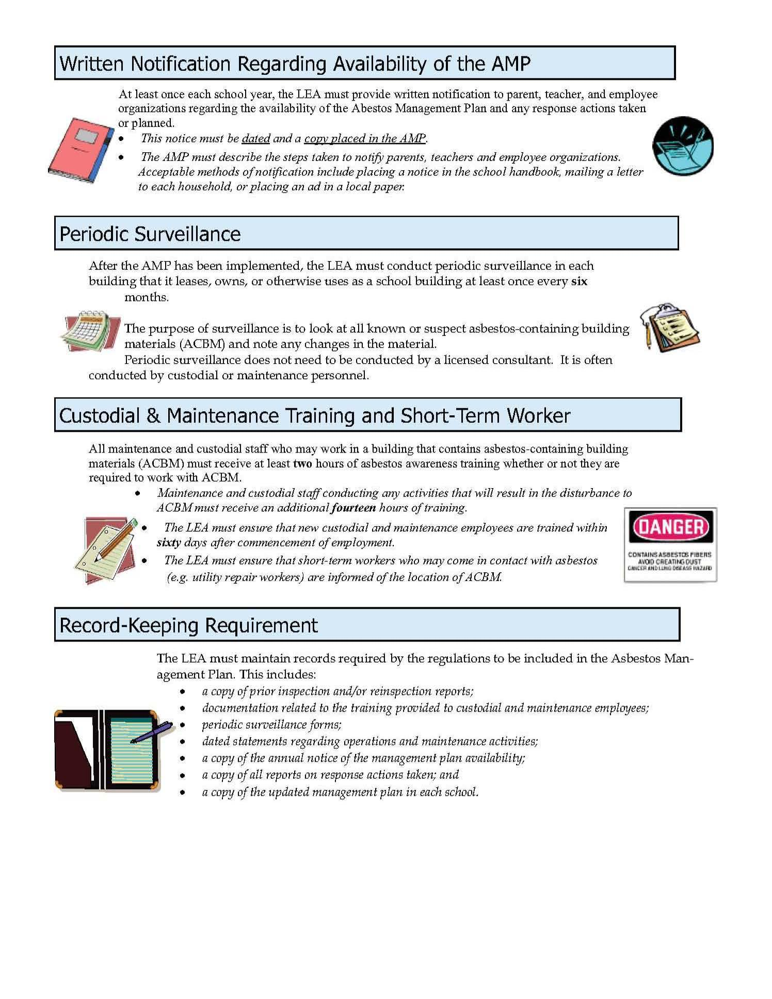 Written Notification Regarding Availability of the AMP
At least once each school year, the LEA must provide written notification to parent, teacher, and employee
organizations regarding the availability of the Abestos Management Plan and any response actions taken
or planned.
• This notice must be dated and a copy placed in the AMP.
• The AMP must describe the steps taken to notify parents, teachers and employee organizations.
Acceptable methods of notification include placing a notice in the school handbook, mailing a letter
to each household, or placing an ad in a local paper.
Periodic Surveillance
After the AMP has been implemented, the LEA must conduct periodic surveillance in each
building that it leases, owns, or otherwise uses as a school building at least once every six
months.
The purpose of surveillance is to look at all known or suspect asbestos-containing building
materials (ACBM) and note any changes in the material.
Periodic surveillance does not need to be conducted by a licensed consultant. It is often
conducted by custodial or maintenance personnel.
Custodial & Maintenance Training and Short-Term Worker
All maintenance and custodial staff who may work in a building that contains asbestos-containing building
materials (ACBM) must receive at least two hours of asbestos awareness training whether or not they are
required to work with ACBM.
• Maintenance and custodial staff conducting any activities that will result in the disturbance to
ACBM must receive an additional fourteen hours of training.
• The LEA must ensure that new custodial and maintenance employees are trained within
sixty days after commencement of employment.
• The LEA must ensure that short-term workers who may come in contact with asbestos
(e.g. utility repair workers) are informed of the location of ACBM.
DANGER
CONTAINS ASBESTOS FIBERS
AVOID CREATING DUST
CANCER AND LUNG DISEASE HAZARD
Record-Keeping Requirement
The LEA must maintain records required by the regulations to be included in the Asbestos Man-
agement Plan. This includes:
• a copy of prior inspection and/or reinspection reports;
• documentation related to the training provided to custodial and maintenance employees;
• periodic surveillance forms;
• dated statements regarding operations and maintenance activities;
• a copy of the annual notice of the management plan availability;
• a copy of all reports on response actions taken; and
• a copy of the updated management plan in each school.